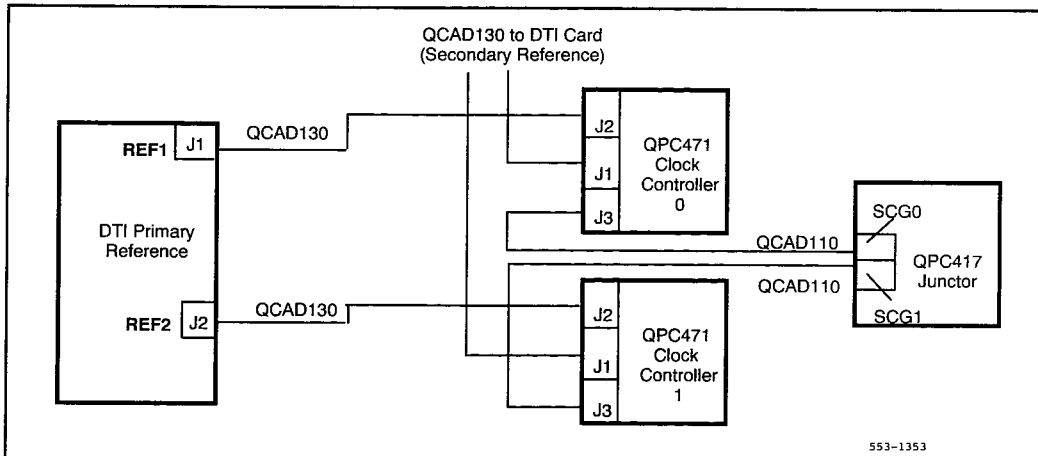 QCAD130 to DTI Card
(Secondary Reference)
REF1
J1
QCAD130
DTI Primary
Reference
REF2
J2
QCAD130
J2
J1
J3
QPC471
Clock
Controller
0
QCAD110
QCAD110
J2
J1
J3
QPC471
Clock
Controller
1
SCG0
QPC417
Junctor
SCG1
553-1353